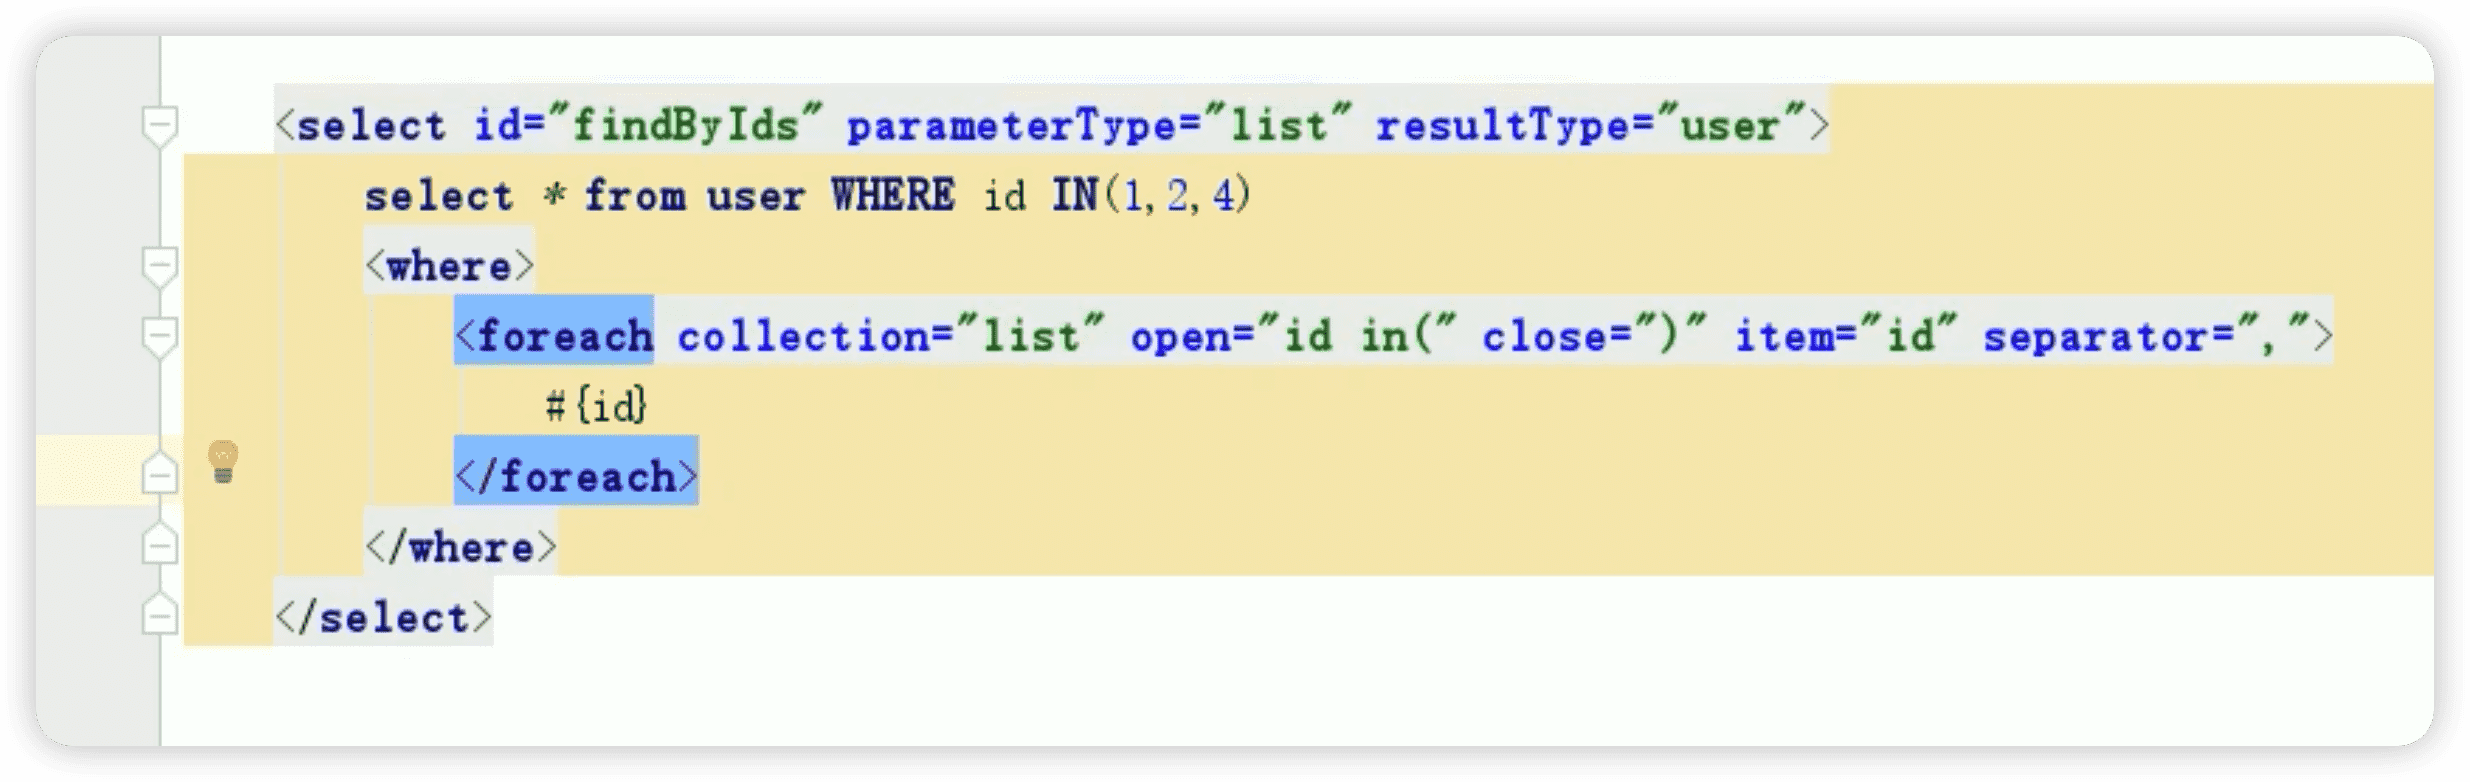 <select id="findByIds" parameterType="list" resultType="user">
select * from user WHERE id IN(1,2,4)
<where>
<foreach collection="list" open="id in(" close=")" item="id" separator=",">
#{id}
</foreach>
</where>
</select>